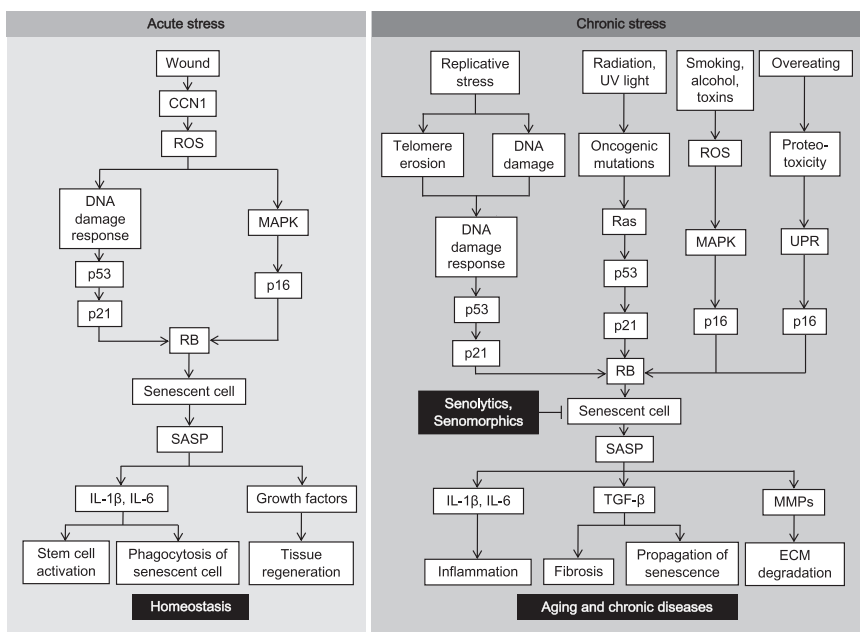 Acute stress
Wound
CCN1
ROS
DNA
damage
response
MAPK
p53
p16
p21
RB
Senescent cell
SASP
IL-1β, IL-6
Growth factors
Stem cell
activation
Phagocytosis of
senescent cell
Tissue
regeneration
Homeostasis
Chronic stress
Replicative
stress
Radiation,
UV light
Smoking,
alcohol,
toxins
Overeating
Telomere
erosion
DNA
damage
Oncogenic
mutations
ROS
Proteo-
toxicity
DNA
damage
response
Ras
MAPK
UPR
p53
p53
p21
p21
p16
p16
RB
Senolytics,
Senomorphics
Senescent cell
SASP
IL-1β, IL-6
TGF-β
MMPs
Inflammation
Fibrosis
Propagation of
senescence
ECM
degradation
Aging and chronic diseases